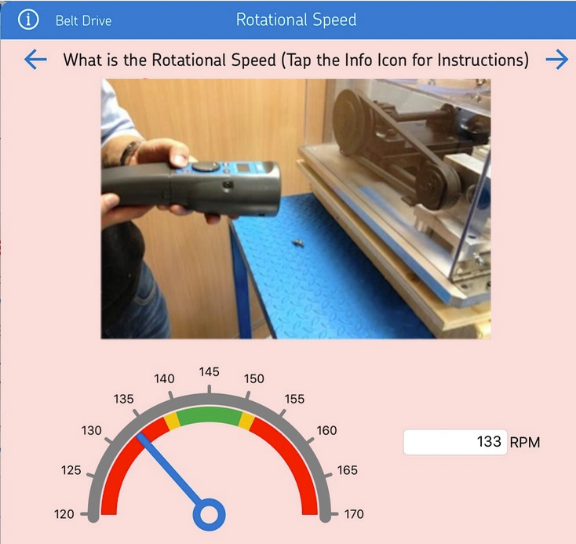 Belt Drive
Rotational Speed
What is the Rotational Speed (Tap the Info Icon for Instructions)
145
140 150
135 155
130 160
133 RPM
125 165
120 170